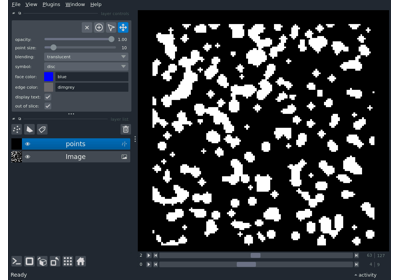 File View Plugins Window Help
opacity: 1.00
point size: 10
blending: translucent
symbol: disc
face color: blue
edge color: dimgrey
display text:
out of slice:
points
Image
Ready
activity